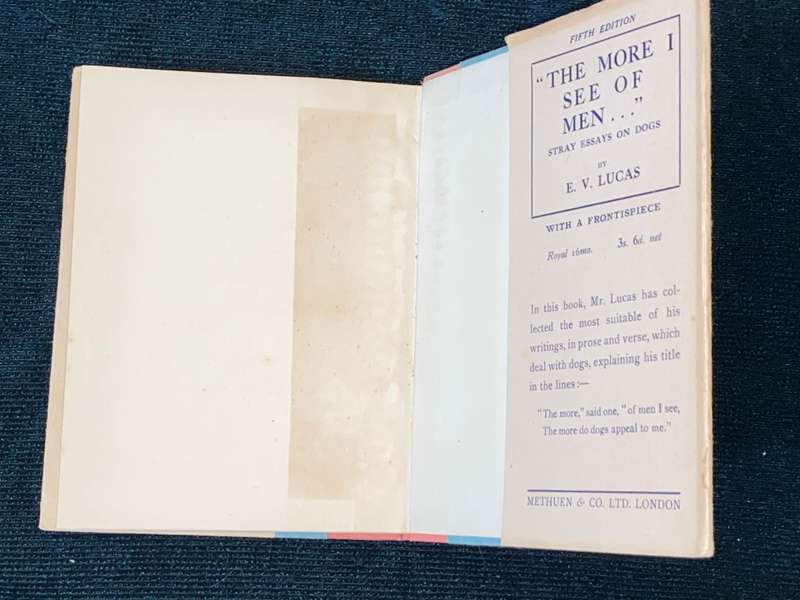 FIFTH EDITION
"THE MORE I
SEE OF
MEN..."
STRAY ESSAYS ON DOGS
BY
E. V. LUCAS
WITH A FRONTISPIECE
Royal 16mo. 3s. 6d. net
In this book, Mr. Lucas has col-
lected the most suitable of his
writings, in prose and verse, which
deal with dogs, explaining his title
in the lines:—
"The more," said one, "of men I see,
The more do dogs appeal to me."
METHUEN & CO. LTD. LONDON